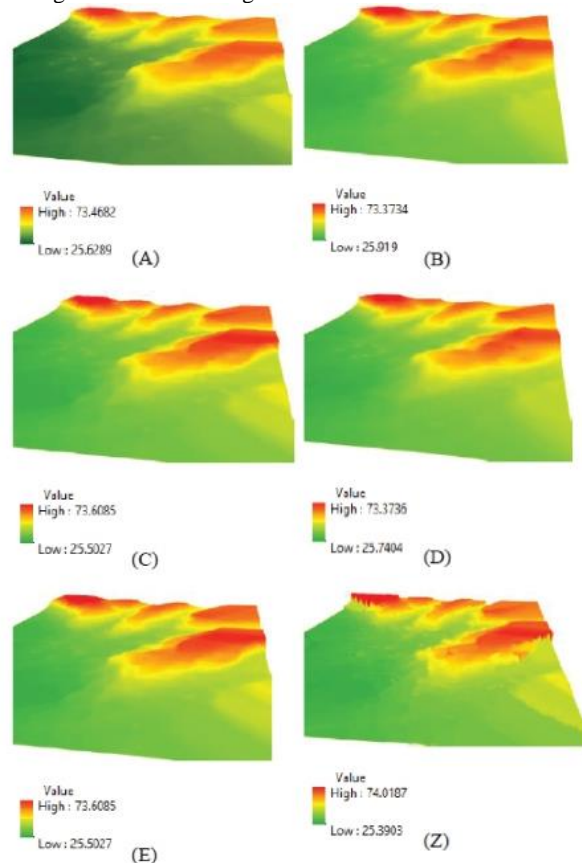 Value
High : 73.4682
Low : 25.6289
(A)
Value
High : 73.3734
Low : 25.919
(B)
Value
High : 73.6085
Low : 25.5027
(C)
Value
High : 73.3736
Low : 25.7404
(D)
Value
High : 73.6085
Low : 25.5027
(E)
Value
High : 74.0187
Low : 25.3903
(Z)